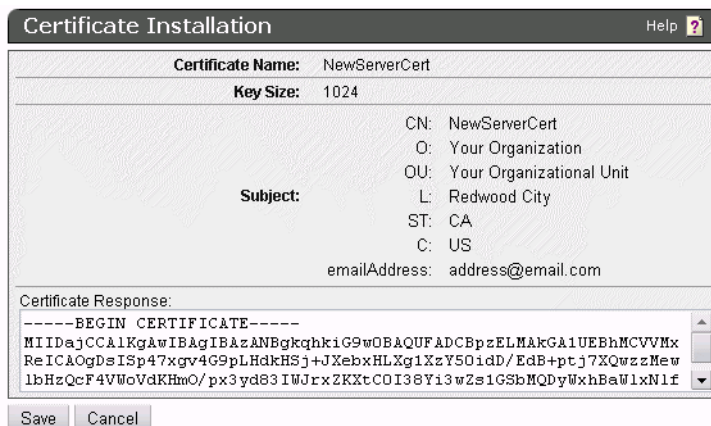 Certificate Installation Help ?
Certificate Name: NewServerCert
Key Size: 1024
Subject:
CN: NewServerCert
O: Your Organization
OU: Your Organizational Unit
L: Redwood City
ST: CA
C: US
emailAddress: address@email.com
Certificate Response:
-----BEGIN CERTIFICATE-----
MIIDajCCAlKgAwIBAgIBAzANBgkqhkiG9w0BAQUFADCBpzELMAkGA1UEBhMCVVMx
ReICAOgDsISp47xgv4G9pLHdkHSj+JXebxHLXg1XzY5OidD/EdB+ptj7XQwzzMew
lbHzQcF4VWoVdKHmO/px3yd83IWJrxZKXtCOI38Yi3wZs1GSbMQDyWxhBaWlxNlf
Save Cancel